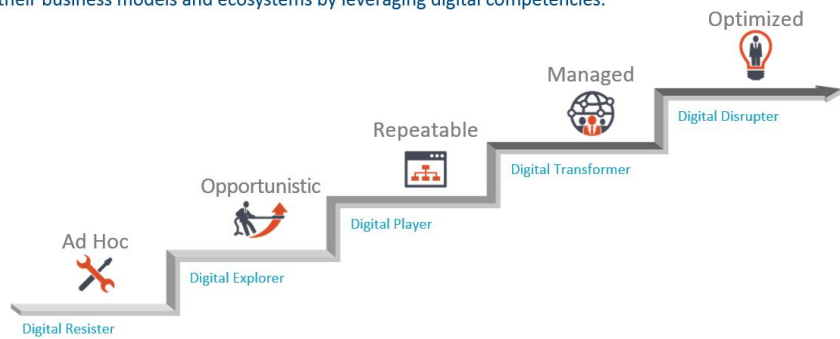 their business models and ecosystems by leveraging digital competencies.
Optimized
Managed
Digital Disrupter
Repeatable
Digital Transformer
Opportunistic
Digital Player
Ad Hoc
Digital Explorer
Digital Resister